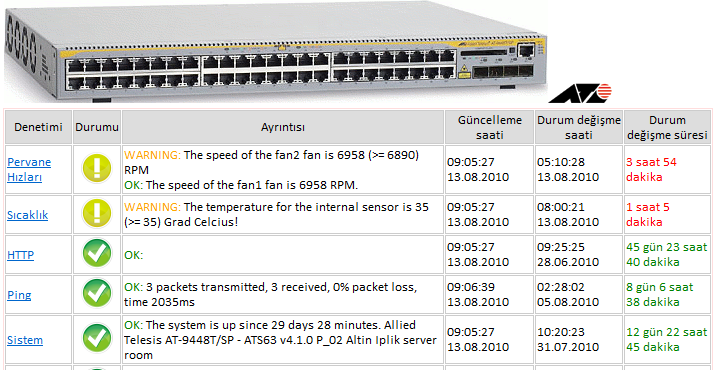 Denetimi Durumu Ayrıntısı Güncelleme saati Durum değişme saati Durum değişme süresi
Pervane Hızları
WARNING: The speed of the fan2 fan is 6958 (>= 6890)
RPM
OK: The speed of the fan1 fan is 6958 RPM.
09:05:27
13.08.2010
05:10:28
13.08.2010
3 saat 54
dakika
Sıcaklık
WARNING: The temperature for the internal sensor is 35
(>= 35) Grad Celcius!
09:05:27
13.08.2010
08:00:21
13.08.2010
1 saat 5
dakika
HTTP
OK:
09:05:27
13.08.2010
09:25:25
28.06.2010
45 gün 23 saat
40 dakika
Ping
OK: 3 packets transmitted, 3 received, 0% packet loss,
time 2035ms
09:06:39
13.08.2010
02:28:02
05.08.2010
8 gün 6 saat
38 dakika
Sistem
OK: The system is up since 29 days 28 minutes. Allied
Telesis AT-9448T/SP - ATS63 v4.1.0 P_02 Altin Iplik server
room
09:05:27
13.08.2010
10:20:23
31.07.2010
12 gün 22 saat
45 dakika